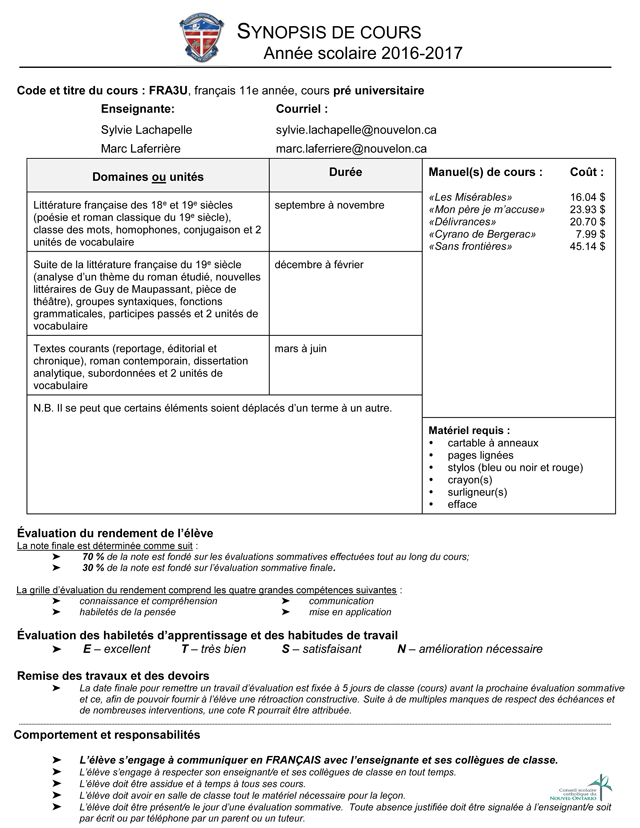 SYNOPSIS DE COURS
Année scolaire 2016-2017
Code et titre du cours : FRA3U, français 11e année, cours pré universitaire
Enseignante: Courriel :
Sylvie Lachapelle sylvie.lachapelle@nouvelon.ca
Marc Laferrière marc.laferriere@nouvelon.ca
Domaines ou unités
Durée
Littérature française des 18e et 19e siècles
(poésie et roman classique du 19e siècle),
classe des mots, homophones, conjugaison et 2
unités de vocabulaire
septembre à novembre
Suite de la littérature française du 19e siècle
(analyse d'un thème du roman étudié, nouvelles
littéraires de Guy de Maupassant, pièce de
théâtre), groupes syntaxiques, fonctions
grammaticales, participes passés et 2 unités de
vocabulaire
décembre à février
Textes courants (reportage, éditorial et
chronique), roman contemporain, dissertation
analytique, subordonnées et 2 unités de
vocabulaire
mars à juin
N.B. Il se peut que certains éléments soient déplacés d'un terme à un autre.
Manuel(s) de cours : Coût :
«Les Misérables» 16.04 $
«Mon père je m'accuse» 23.93 $
«Délivrances» 20.70 $
«Cyrano de Bergerac» 7.99 $
«Sans frontières» 45.14 $
Matériel requis :
• cartable à anneaux
• pages lignées
• stylos (bleu ou noir et rouge)
• crayon(s)
• surligneur(s)
• efface
Évaluation du rendement de l'élève
La note finale est déterminée comme suit :
➤ 70 % de la note est fondé sur les évaluations sommatives effectuées tout au long du cours;
➤ 30 % de la note est fondé sur l'évaluation sommative finale.
La grille d'évaluation du rendement comprend les quatre grandes compétences suivantes :
➤ connaissance et compréhension ➤ communication
➤ habiletés de la pensée ➤ mise en application
Évaluation des habiletés d'apprentissage et des habitudes de travail
➤ E – excellent T – très bien S – satisfaisant N – amélioration nécessaire
Remise des travaux et des devoirs
➤ La date finale pour remettre un travail d'évaluation est fixée à 5 jours de classe (cours) avant la prochaine évaluation sommative
et ce, afin de pouvoir fournir à l'élève une rétroaction constructive. Suite à de multiples manques de respect des échéances et
de nombreuses interventions, une cote R pourrait être attribuée.
Comportement et responsabilités
➤ L'élève s'engage à communiquer en FRANÇAIS avec l'enseignante et ses collègues de classe.
➤ L'élève s'engage à respecter son enseignant/e et ses collègues de classe en tout temps.
➤ L'élève doit être assidue et à temps à tous ses cours.
➤ L'élève doit avoir en salle de classe tout le matériel nécessaire pour la leçon.
➤ L'élève doit être présent/e le jour d'une évaluation sommative. Toute absence justifiée doit être signalée à l'enseignant/e soit
par écrit ou par téléphone par un parent ou un tuteur.
Conseil scolaire
catholique du
NOUVEL-ONTARIO